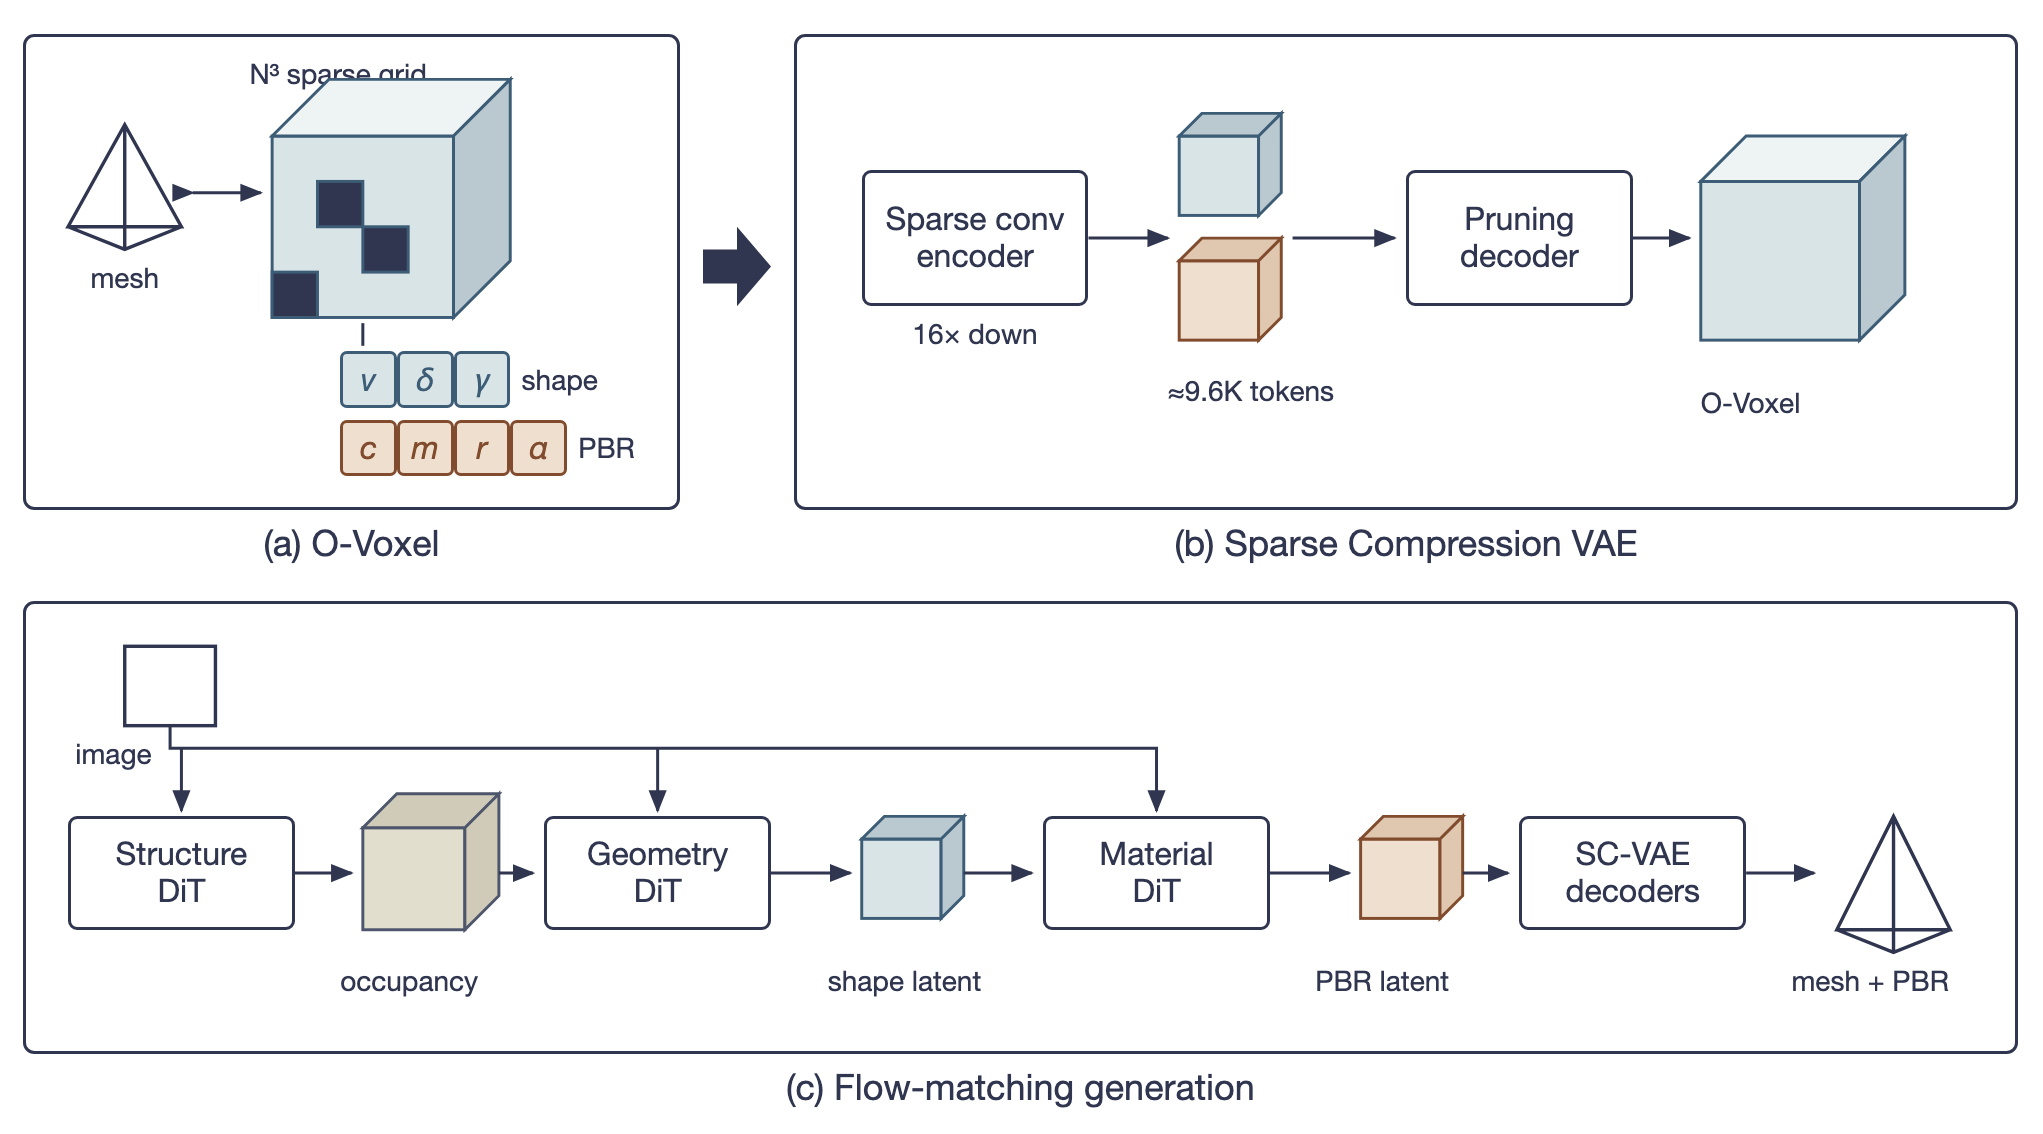 N³ sparse grid
mesh
v δ γ shape
c m r α PBR
(a) O-Voxel
Sparse conv
encoder
16× down
≈9.6K tokens
Pruning
decoder
O-Voxel
(b) Sparse Compression VAE
image
Structure
DiT
occupancy
Geometry
DiT
shape latent
Material
DiT
PBR latent
SC-VAE
decoders
mesh + PBR
(c) Flow-matching generation